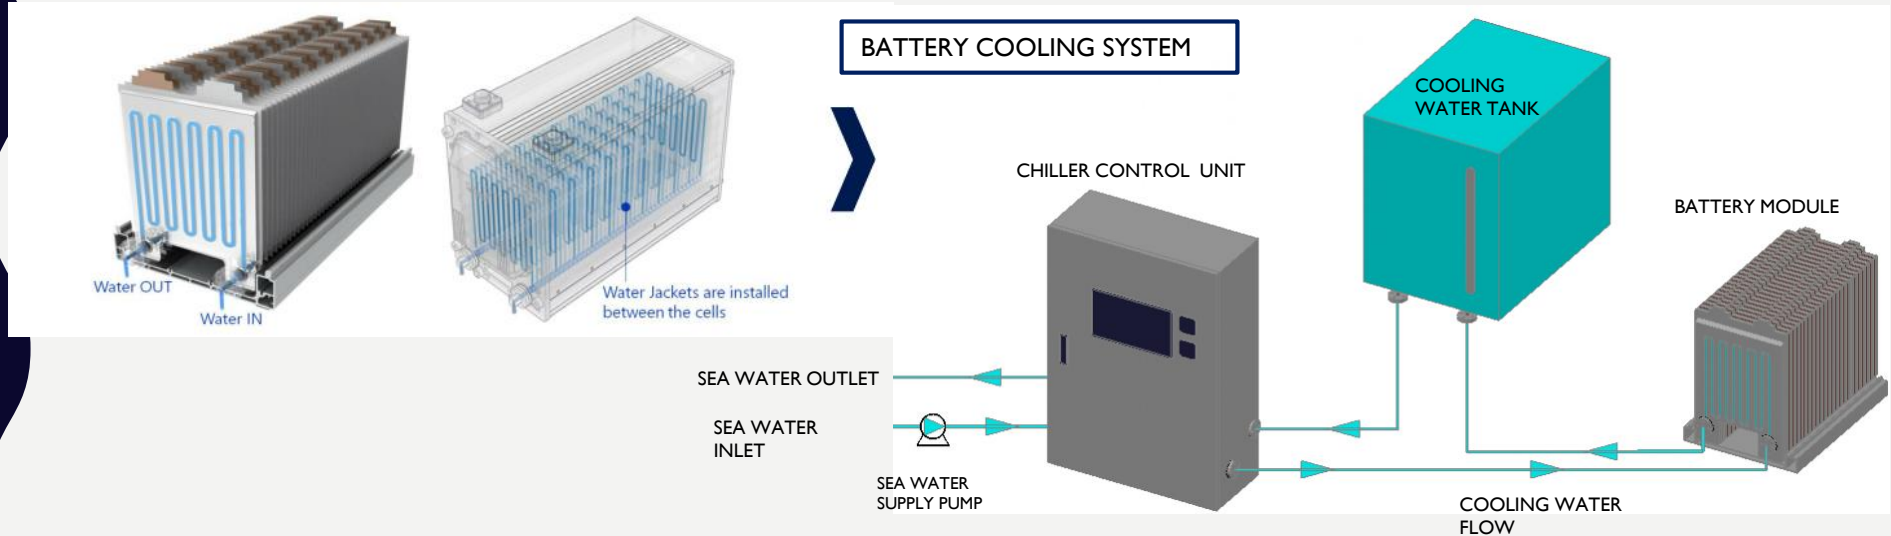 BATTERY COOLING SYSTEM
COOLING
WATER TANK
CHILLER CONTROL UNIT
BATTERY MODULE
Water OUT
Water IN
Water Jackets are installed
between the cells
SEA WATER OUTLET
SEA WATER
INLET
SEA WATER
SUPPLY PUMP
COOLING WATER
FLOW